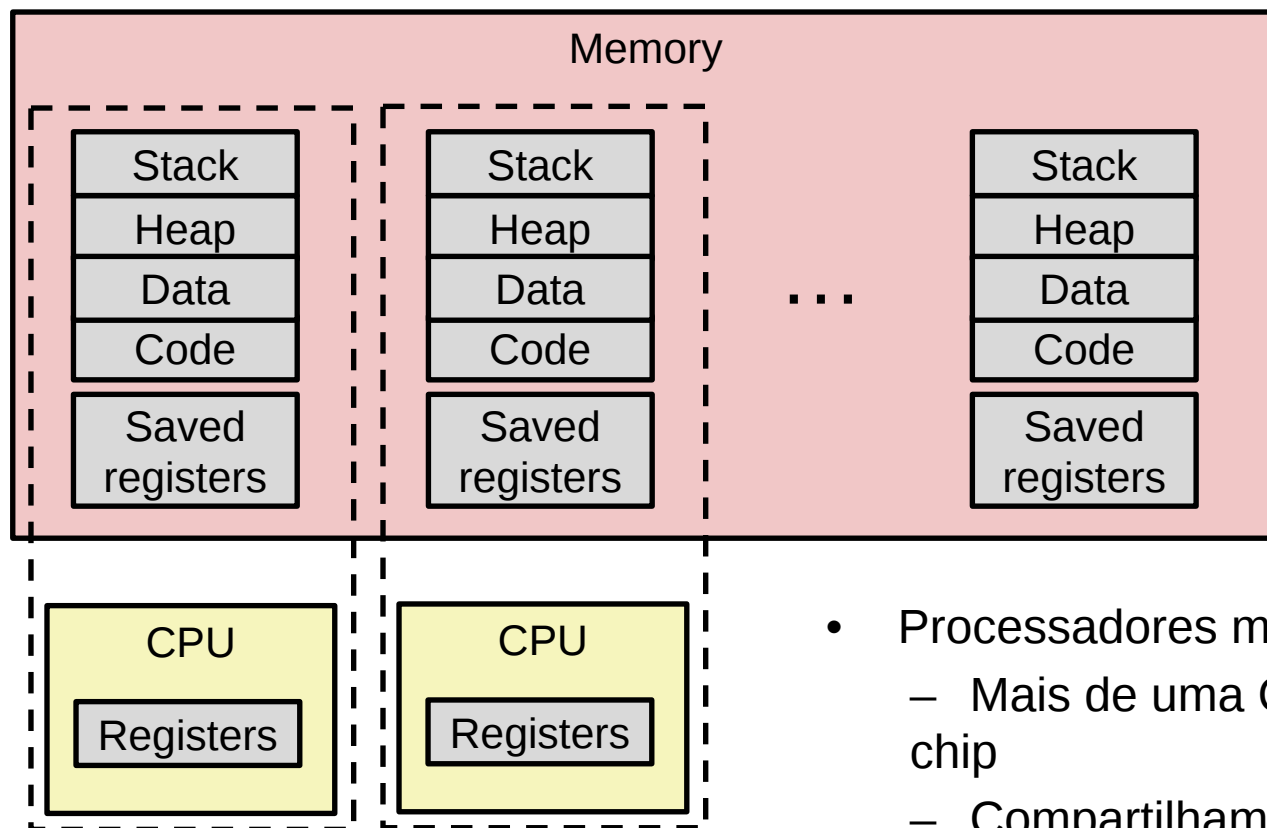 Memory
Stack
Heap
Data
Code
Saved
registers
Stack
Heap
Data
Code
Saved
registers
...
Stack
Heap
Data
Code
Saved
registers
CPU
Registers
CPU
Registers
• Processadores m
– Mais de uma
chip
– Compartilham